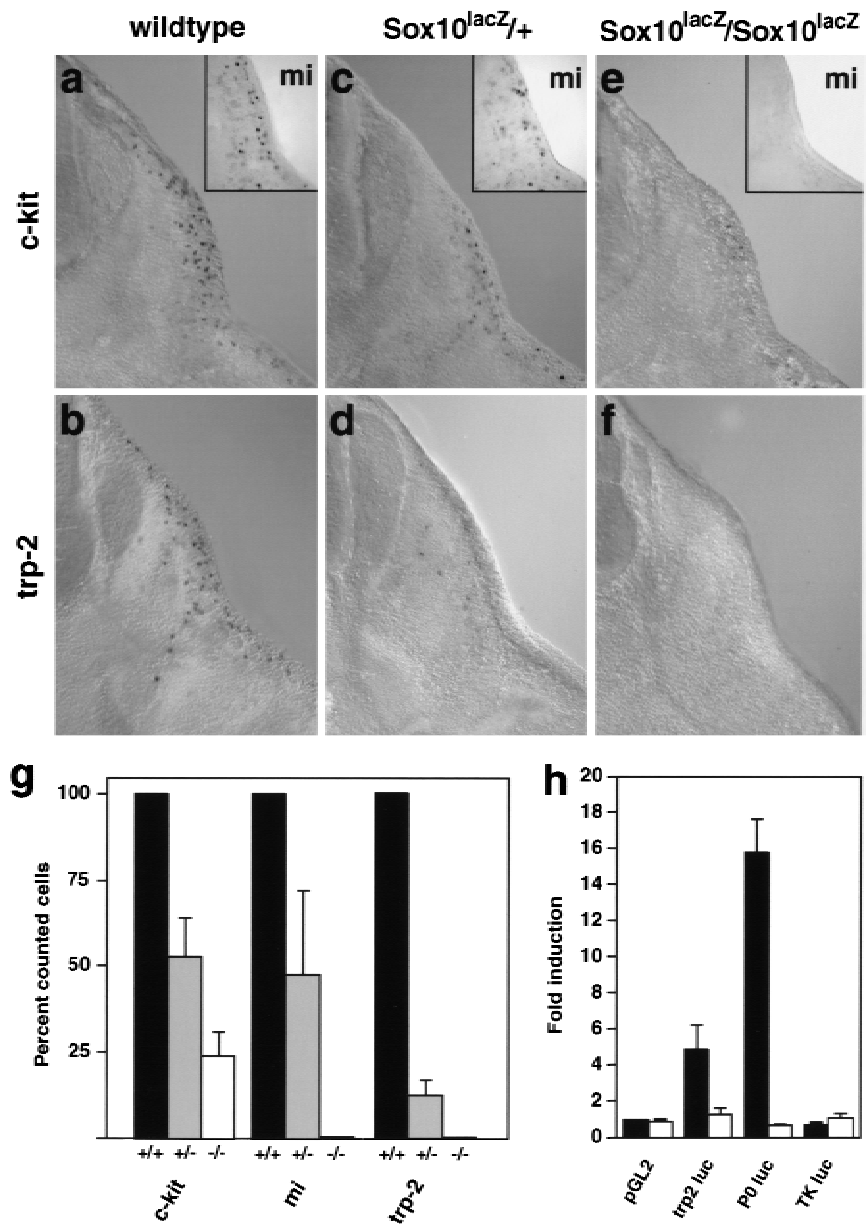 wildtype
Sox10lacZ/+
Sox10lacZ/Sox10lacZ
c-kit
a
mi
c
mi
e
mi
trp-2
b
d
f
g
Percent counted cells
100
75
50
25
+/+ +/- -/-
+/+ +/- -/-
+/+ +/- -/-
c-kit
mi
trp-2
h
Fold induction
20
18
16
14
12
10
8
6
4
2
0
pGL2
trp2 luc
P0 luc
TK luc